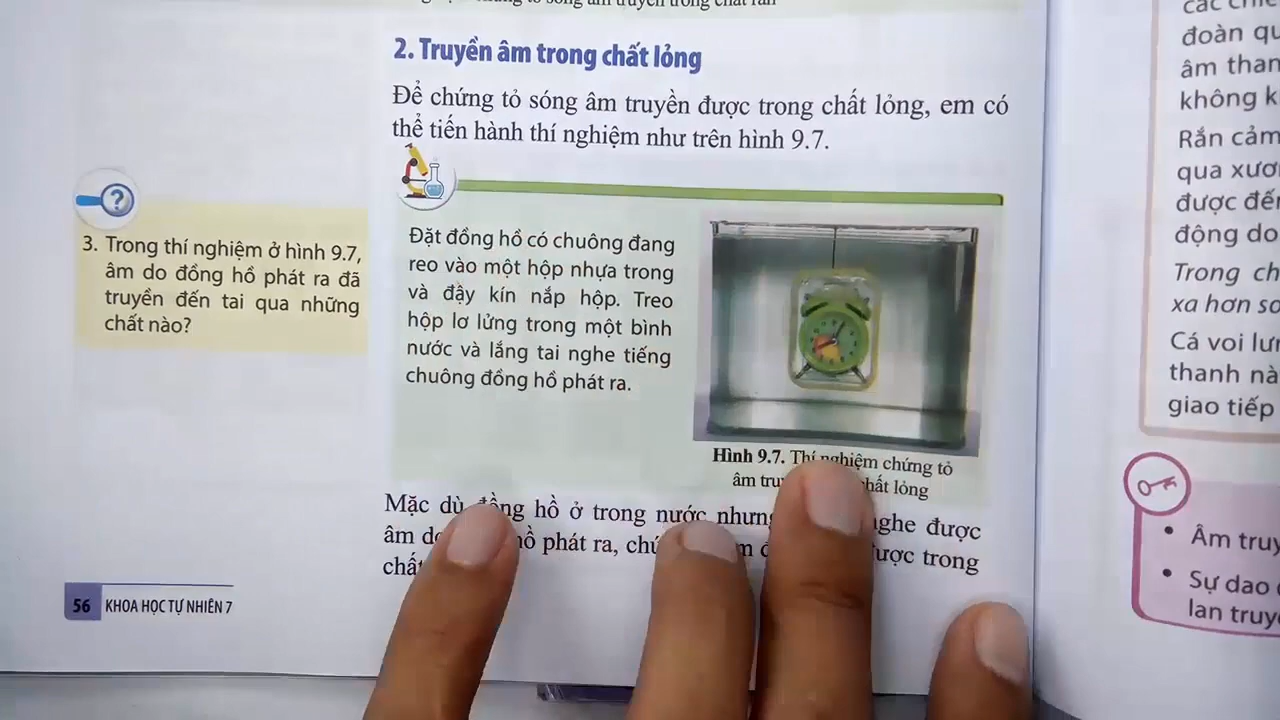 2. Truyền âm trong chất lỏng
Để chứng tỏ sóng âm truyền được trong chất lỏng, em có
thể tiến hành thí nghiệm như trên hình 9.7.
?
3. Trong thí nghiệm ở hình 9.7,
âm do đồng hồ phát ra đã
truyền đến tai qua những
chất nào?
Đặt đồng hồ có chuông đang
reo vào một hộp nhựa trong
và đậy kín nắp hộp. Treo
hộp lơ lửng trong một bình
nước và lắng tai nghe tiếng
chuông đồng hồ phát ra.
Hình 9.7. Thí nghiệm chứng tỏ
chất lỏng
Mặc dù đồng hồ ở trong nước nhưng nghe được
âm hồ phát ra, được trong
56 KHOA HỌC TỰ NHIÊN 7
đoàn
âm
không
Rắn cảm
qua
được
động do
Trong
xa hơn
Cá voi
thanh
giao tiếp
• Âm
• Sự dao
lan